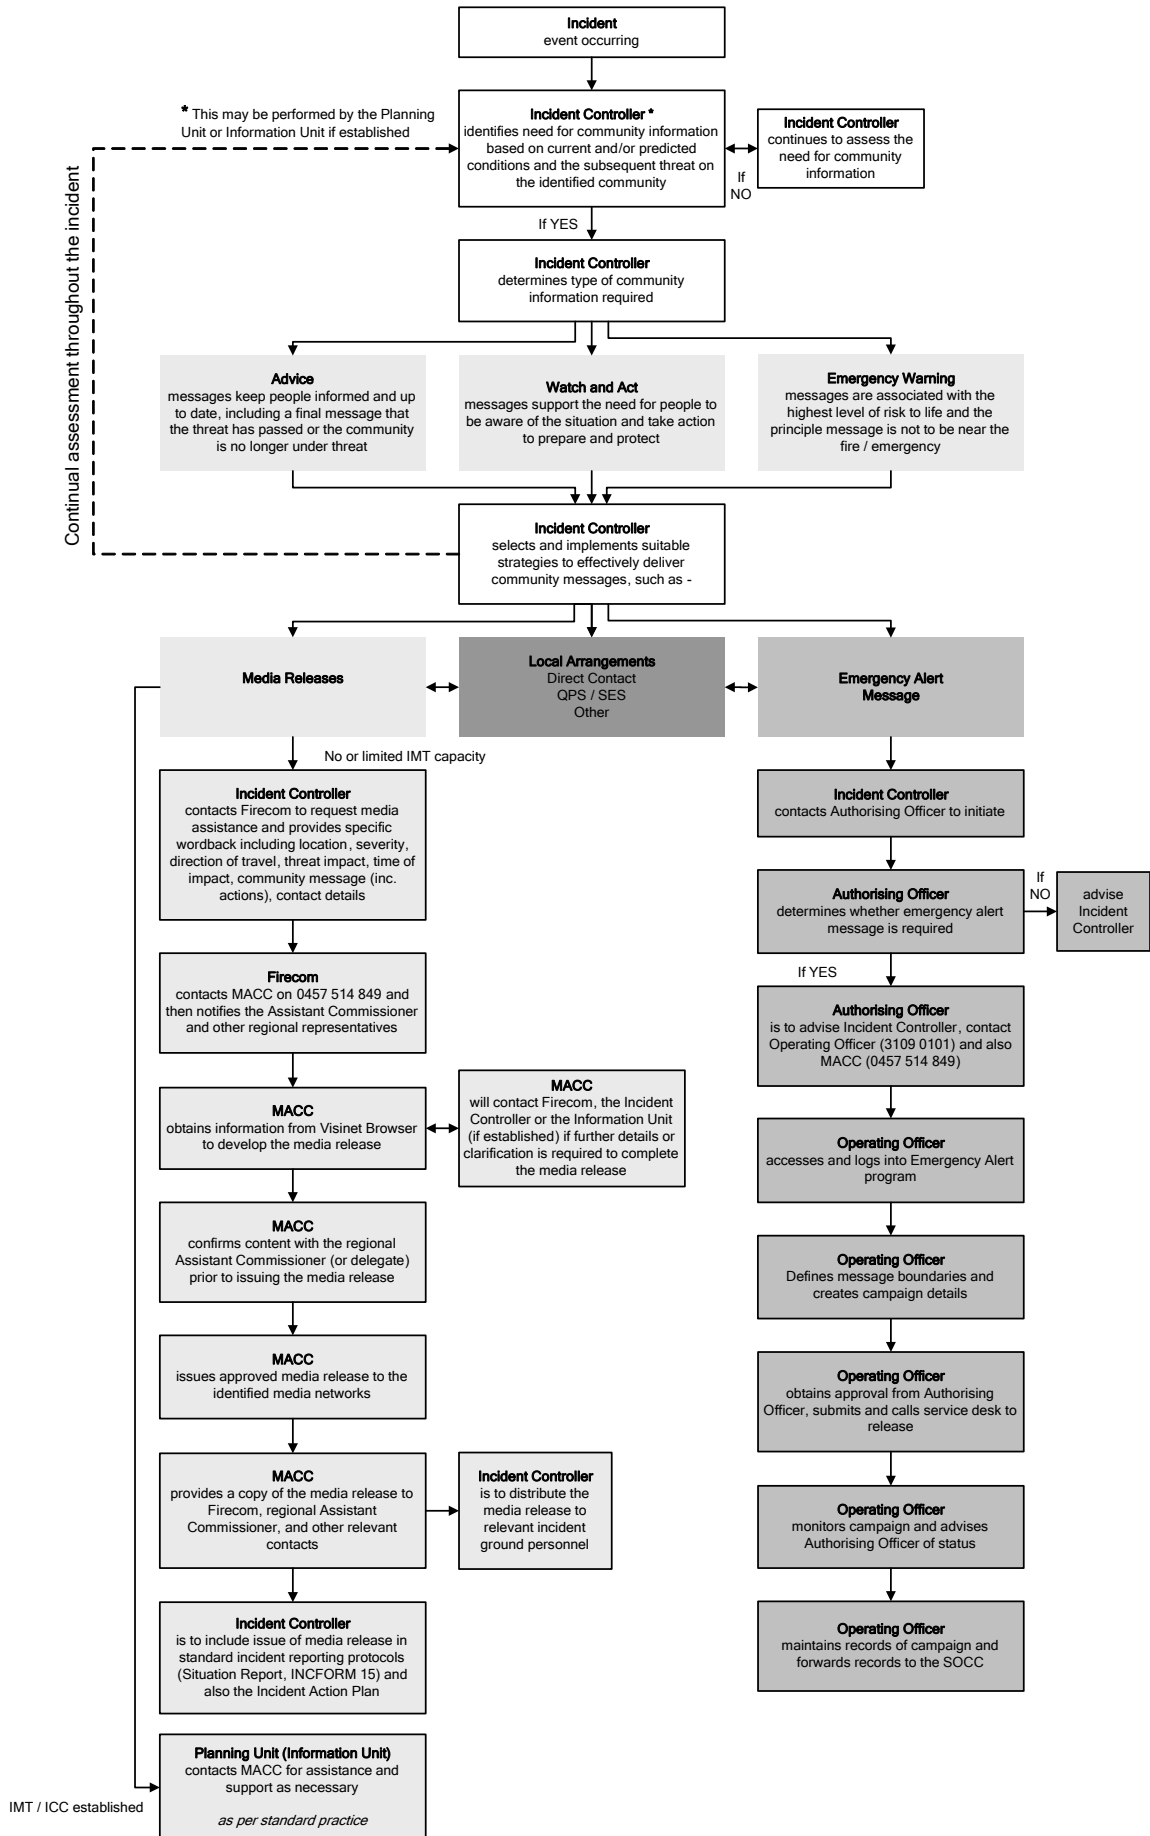 Incident
event occurring
* This may be performed by the Planning
Unit or Information Unit if established
Incident Controller *
identifies need for community information
based on current and/or predicted
conditions and the subsequent threat on
the identified community
If
NO
Incident Controller
continues to assess the
need for community
information
Continual assessment throughout the incident
If YES
Incident Controller
determines type of community
information required
Advice
messages keep people informed and up
to date, including a final message that
the threat has passed or the community
is no longer under threat
Watch and Act
messages support the need for people to
be aware of the situation and take action
to prepare and protect
Emergency Warning
messages are associated with the
highest level of risk to life and the
principle message is not to be near the
fire / emergency
Incident Controller
selects and implements suitable
strategies to effectively deliver
community messages, such as -
Media Releases
Local Arrangements
Direct Contact
QPS / SES
Other
Emergency Alert
Message
No or limited IMT capacity
Incident Controller
contacts Firecom to request media
assistance and provides specific
wordback including location, severity,
direction of travel, threat impact, time of
impact, community message (inc.
actions), contact details
Firecom
contacts MACC on 0457 514 849 and
then notifies the Assistant Commissioner
and other regional representatives
MACC
obtains information from Visinet Browser
to develop the media release
MACC
will contact Firecom, the Incident
Controller or the Information Unit
(if established) if further details or
clarification is required to complete
the media release
MACC
confirms content with the regional
Assistant Commissioner (or delegate)
prior to issuing the media release
MACC
issues approved media release to the
identified media networks
MACC
provides a copy of the media release to
Firecom, regional Assistant
Commissioner, and other relevant
contacts
Incident Controller
is to distribute the
media release to
relevant incident
ground personnel
Incident Controller
is to include issue of media release in
standard incident reporting protocols
(Situation Report, INCFORM 15) and
also the Incident Action Plan
Planning Unit (Information Unit)
contacts MACC for assistance and
support as necessary
as per standard practice
IMT / ICC established
Incident Controller
contacts Authorising Officer to initiate
Authorising Officer
determines whether emergency alert
message is required
If
NO
advise
Incident
Controller
If YES
Authorising Officer
is to advise Incident Controller, contact
Operating Officer (3109 0101) and also
MACC (0457 514 849)
Operating Officer
accesses and logs into Emergency Alert
program
Operating Officer
Defines message boundaries and
creates campaign details
Operating Officer
obtains approval from Authorising
Officer, submits and calls service desk to
release
Operating Officer
monitors campaign and advises
Authorising Officer of status
Operating Officer
maintains records of campaign and
forwards records to the SOCC